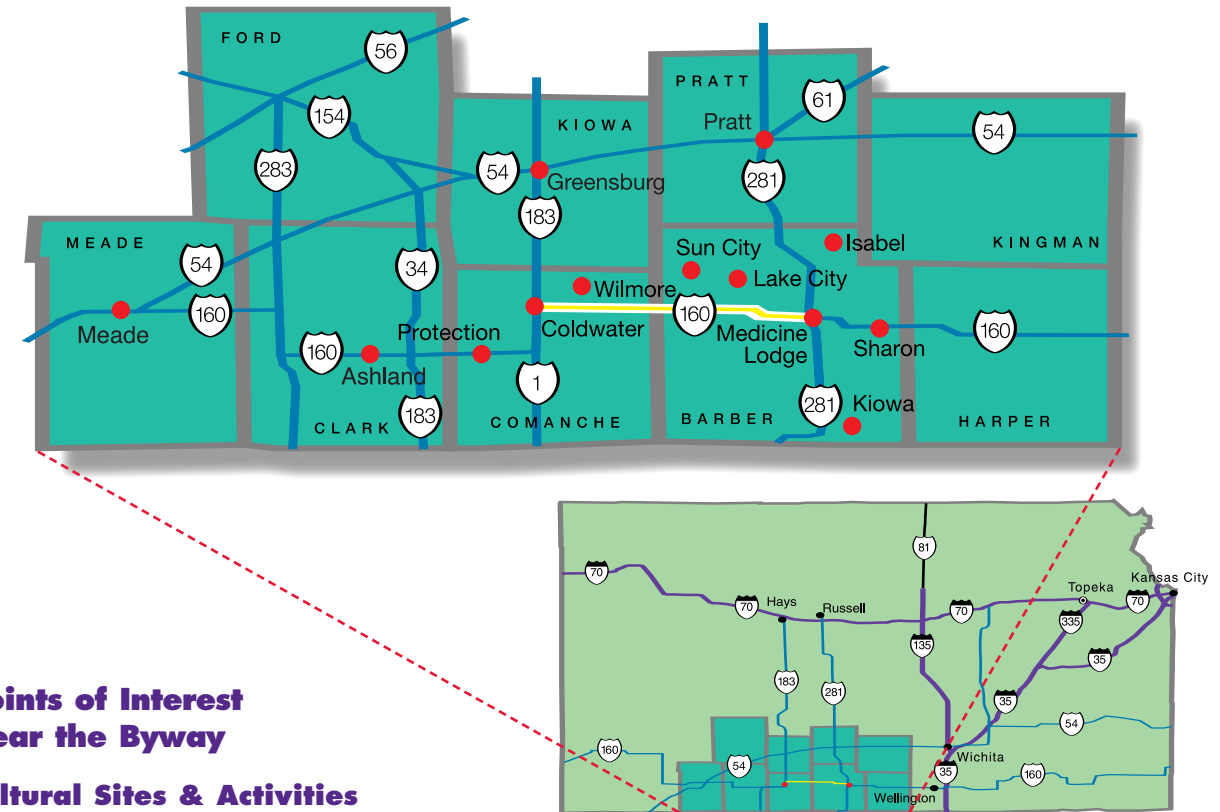 FORD
56
PRATT
61
154
KIOWA
Pratt
54
283
54
Greensburg
281
183
MEADE
Sun City
Isabel
KINGMAN
54
34
Lake City
Wilmore
160
160
Meade
Protection
Coldwater
Medicine
Lodge
Sharon
160
160
Ashland
1
281
Kiowa
CLARK
183
COMANCHE
BARBER
HARPER
81
70
Kansas City
Topeka
Hays
Russell
70
70
70
335
135
35
183
281
35
54
oints of Interest
ear the Byway
160
54
Wichita
35
160
Wellington
ltural Sites & Activities